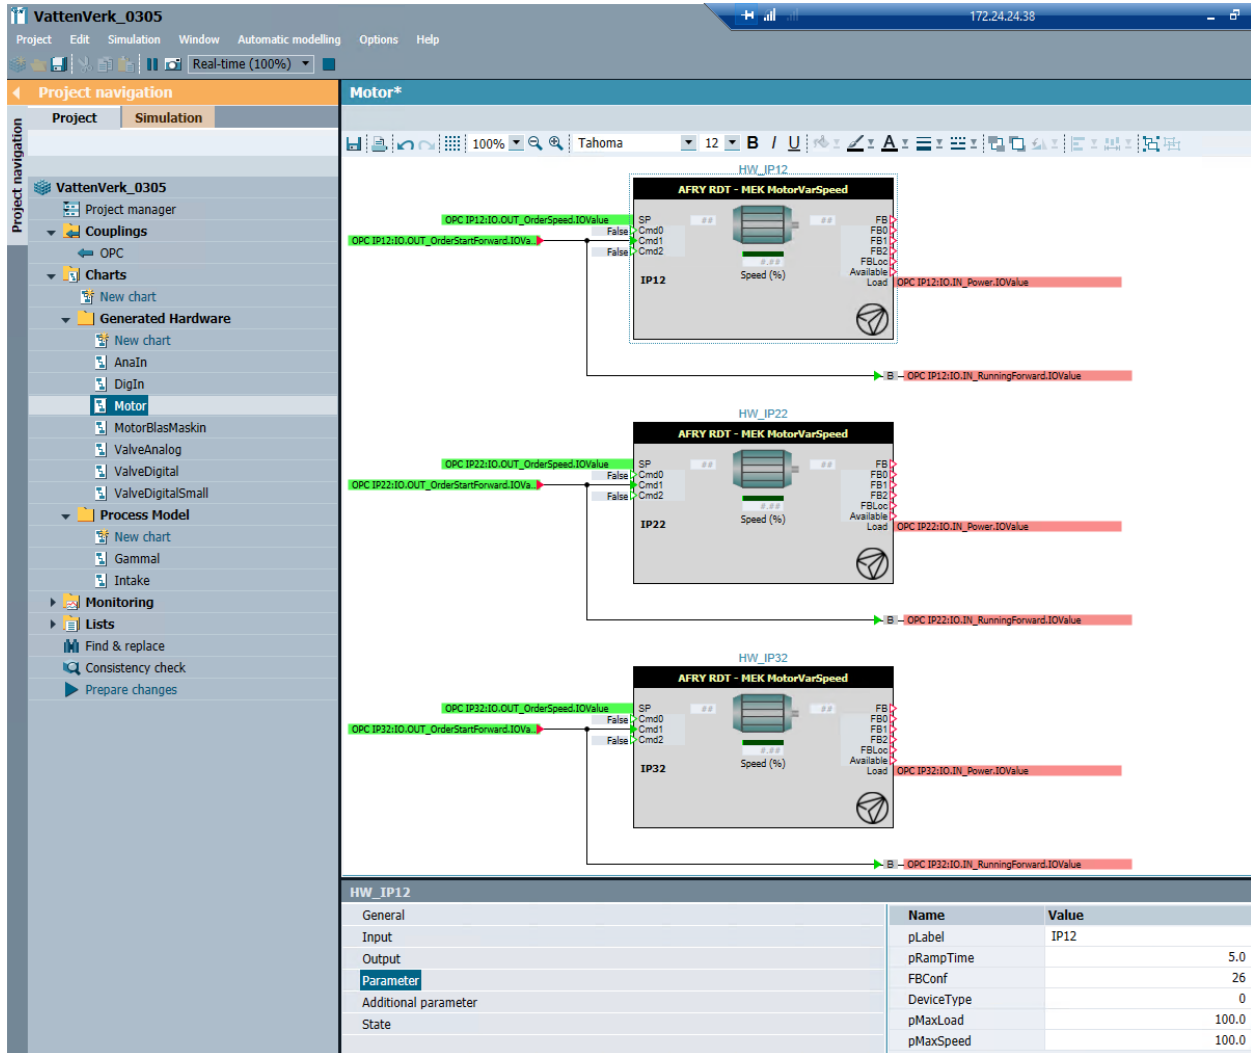 VattenVerk_0305
172.24.24.38
Project Edit Simulation Window Automatic modelling Options Help
Real-time (100%)
Project navigation
Motor*
Project navigation
Project Simulation
100% Tahoma 12 B I U A
VattenVerk_0305
Project manager
Couplings
OPC
Charts
New chart
Generated Hardware
New chart
AnaIn
DigIn
Motor
MotorBlasMaskin
ValveAnalog
ValveDigital
ValveDigitalSmall
Process Model
New chart
Gammal
Intake
Monitoring
Lists
Find & replace
Consistency check
Prepare changes
HW_IP12
AFRY RDT - MEK MotorVarSpeed
OPC IP12:IO.OUT_OrderSpeed.IOValue SP ## ## FB
False Cmd0 FB0
OPC IP12:IO.OUT_OrderStartForward.IOVa... Cmd1 FB1
False Cmd2 FB2
#.## FBLoc
Speed (%) Available
IP12 Load OPC IP12:IO.IN_Power.IOValue
B OPC IP12:IO.IN_RunningForward.IOValue
HW_IP22
AFRY RDT - MEK MotorVarSpeed
OPC IP22:IO.OUT_OrderSpeed.IOValue SP ## ## FB
False Cmd0 FB0
OPC IP22:IO.OUT_OrderStartForward.IOVa... Cmd1 FB1
False Cmd2 FB2
#.## FBLoc
Speed (%) Available
IP22 Load OPC IP22:IO.IN_Power.IOValue
B OPC IP22:IO.IN_RunningForward.IOValue
HW_IP32
AFRY RDT - MEK MotorVarSpeed
OPC IP32:IO.OUT_OrderSpeed.IOValue SP ## ## FB
False Cmd0 FB0
OPC IP32:IO.OUT_OrderStartForward.IOVa... Cmd1 FB1
False Cmd2 FB2
#.## FBLoc
Speed (%) Available
IP32 Load OPC IP32:IO.IN_Power.IOValue
B OPC IP32:IO.IN_RunningForward.IOValue
HW_IP12
General
Input
Output
Parameter
Additional parameter
State
Name Value
pLabel IP12
pRampTime 5.0
FBConf 26
DeviceType 0
pMaxLoad 100.0
pMaxSpeed 100.0